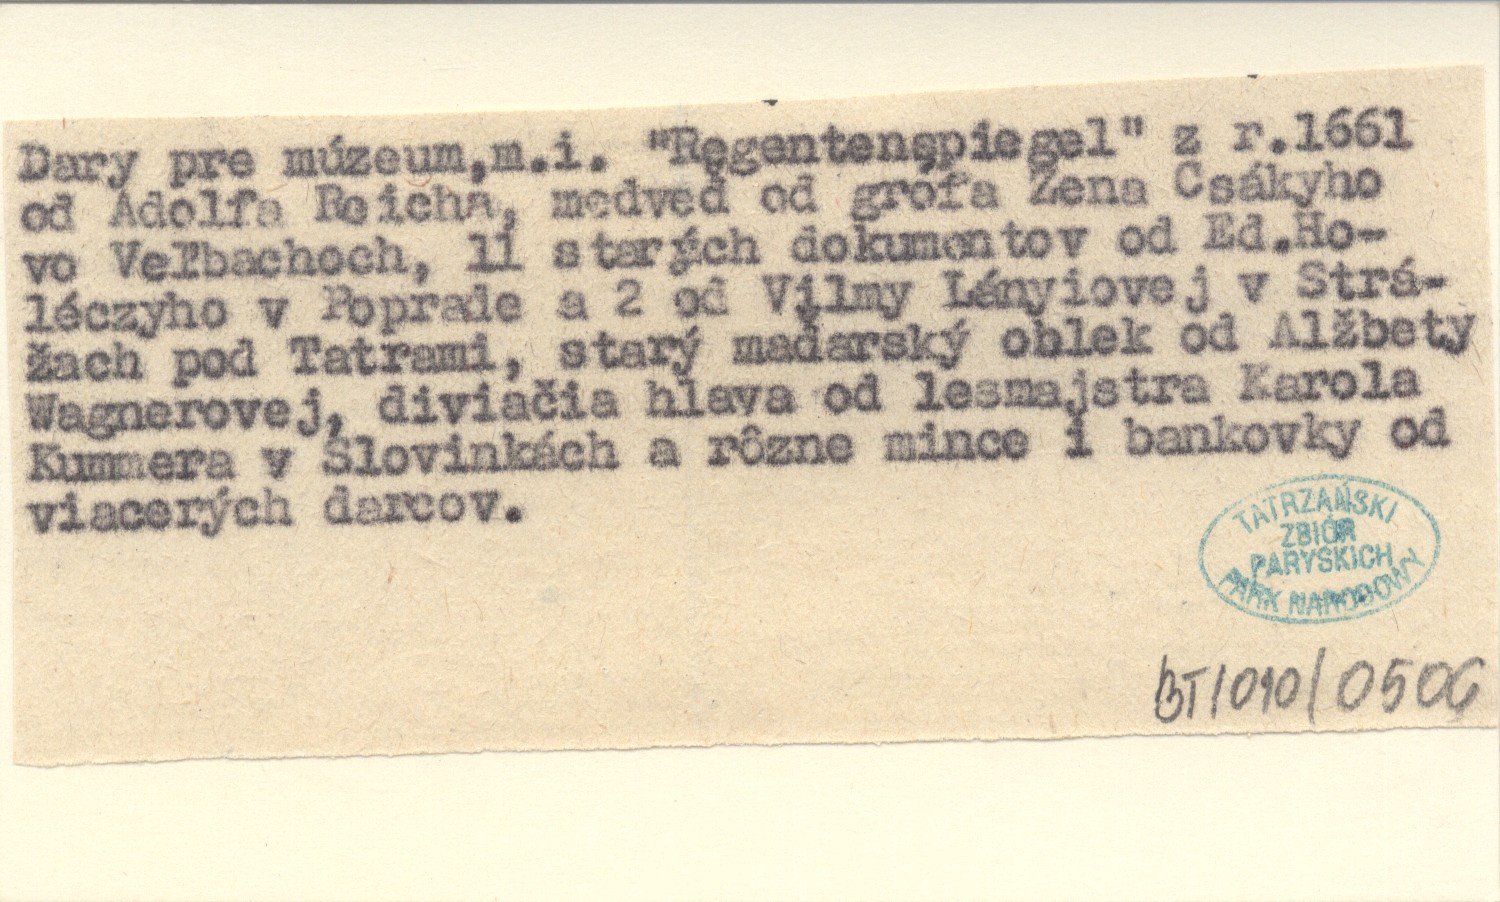 Dary pre múzeum,m.i. "Regentenspiegel" z r.1661
od Adolfa Reicha, medveď od grófa Zena Csákyho
vo Veľbachoch, 11 starých dokumentov od Ed.Ho-
léczyho v Poprade a 2 od Vilmy Lányiovej v Strá-
žach pod Tatrami, starý maďarský oblek od Alžbety
Wagnerovej, diviačia hlava od lesmajstra Karola
Kummera v Slovinkách a rôzne mince i bankovky od
viacerých darcov.
TATRZAŃSKI
ZBIÓR
PARYSKICH
PARK NARODOWY
BT/010/0506